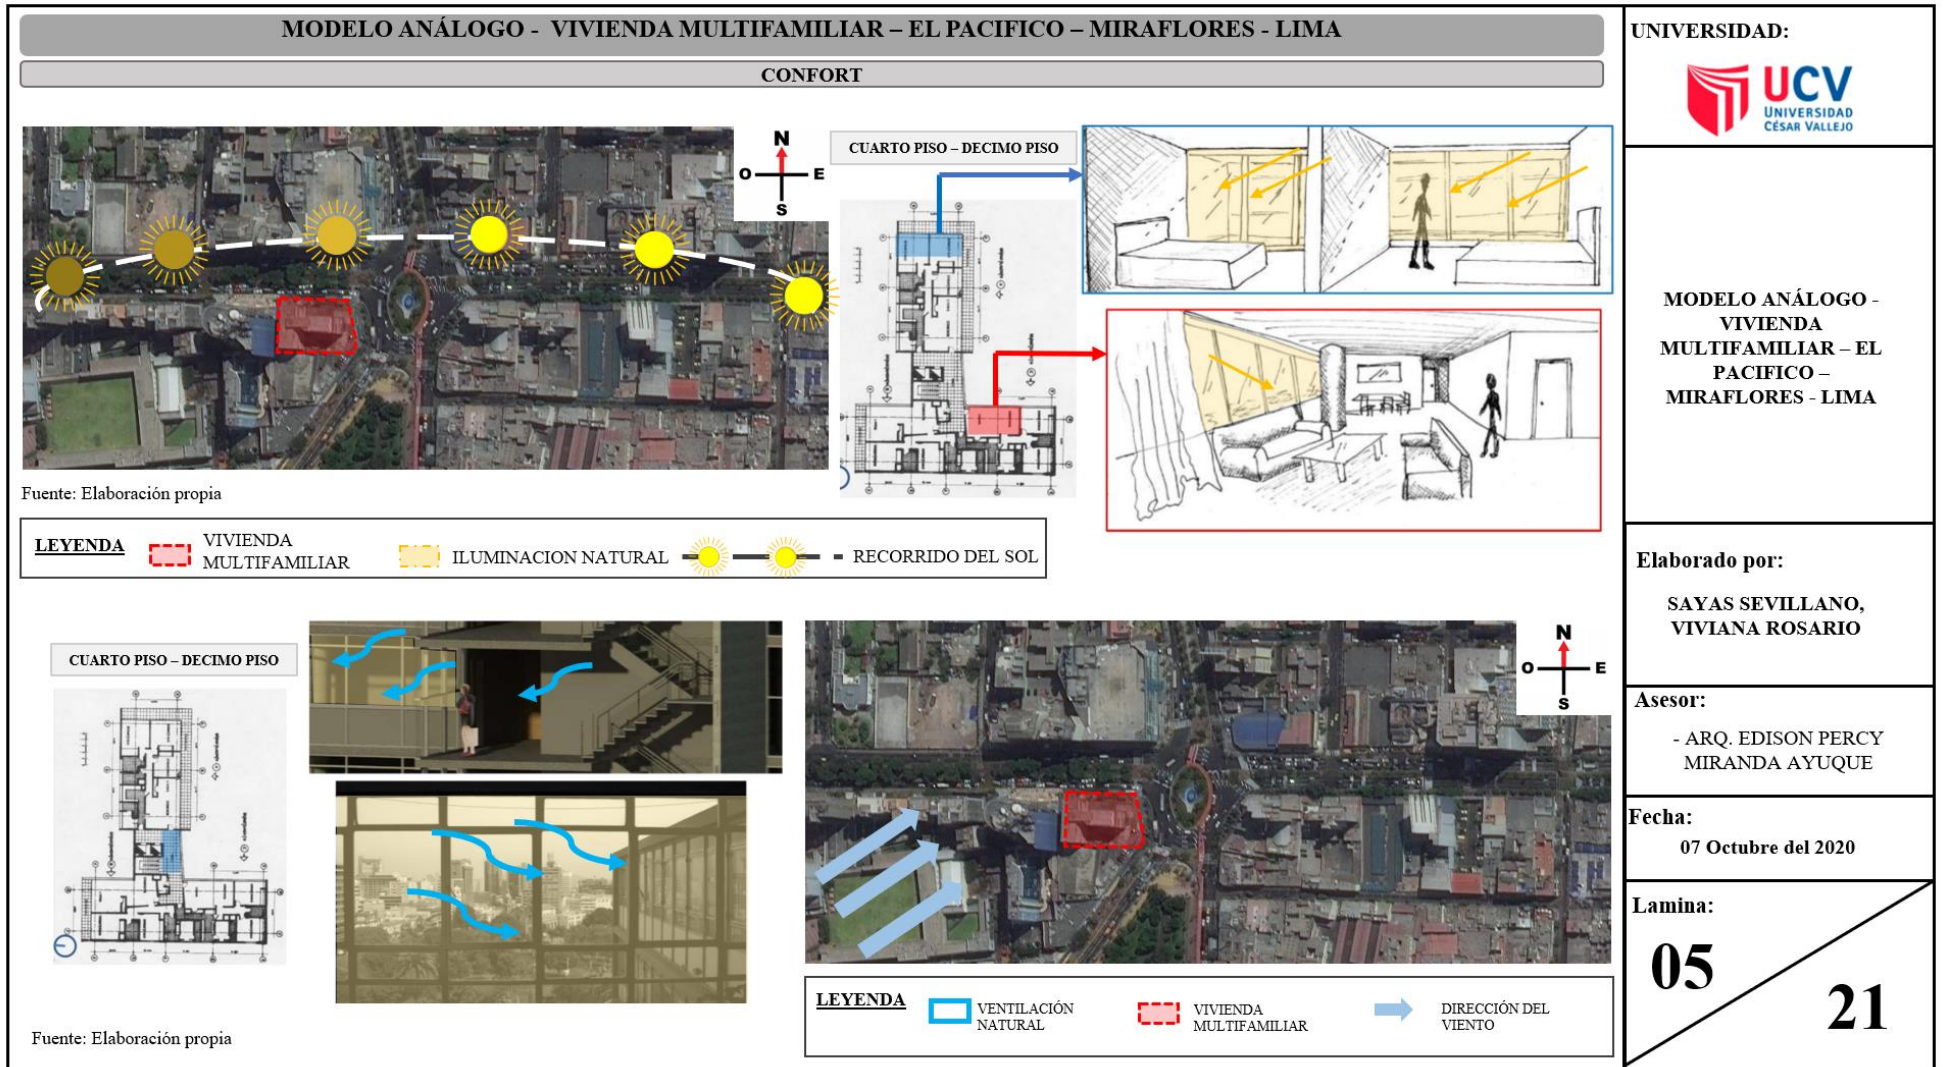 MODELO ANÁLOGO - VIVIENDA MULTIFAMILIAR – EL PACIFICO – MIRAFLORES - LIMA
CONFORT
N
O
E
S
CUARTO PISO – DECIMO PISO
Fuente: Elaboración propia
LEYENDA
VIVIENDA
MULTIFAMILIAR
ILUMINACION NATURAL
RECORRIDO DEL SOL
CUARTO PISO – DECIMO PISO
N
O
E
S
Fuente: Elaboración propia
LEYENDA
VENTILACIÓN
NATURAL
VIVIENDA
MULTIFAMILIAR
DIRECCIÓN DEL
VIENTO
UNIVERSIDAD:
UCV
UNIVERSIDAD
CÉSAR VALLEJO
MODELO ANÁLOGO -
VIVIENDA
MULTIFAMILIAR – EL
PACIFICO –
MIRAFLORES - LIMA
Elaborado por:
SAYAS SEVILLANO,
VIVIANA ROSARIO
Asesor:
- ARQ. EDISON PERCY
MIRANDA AYUQUE
Fecha:
07 Octubre del 2020
Lamina:
05
21